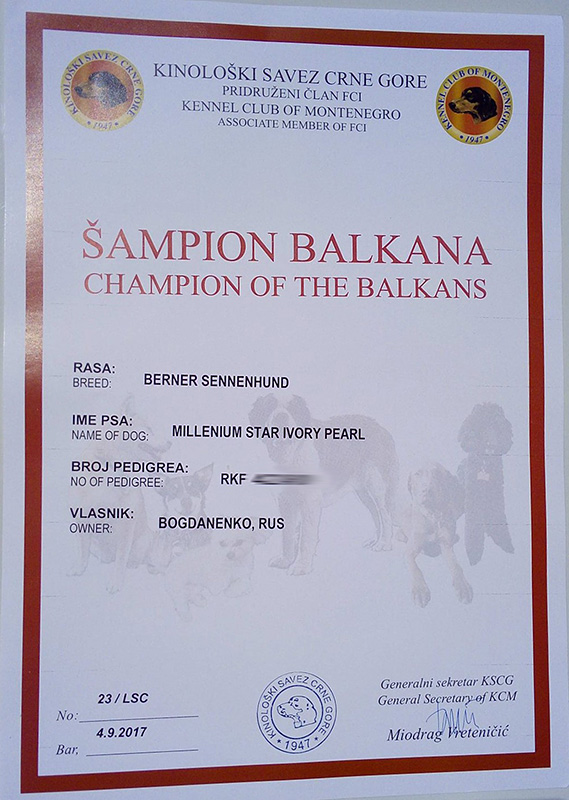 KINOLOŠKI SAVEZ CRNE GORE
• 1947 •
KINOLOŠKI SAVEZ CRNE GORE
PRIDRUŽENI ČLAN FCI
KENNEL CLUB OF MONTENEGRO
ASSOCIATE MEMBER OF FCI
KENNEL CLUB OF MONTENEGRO
• 1947 •
ŠAMPION BALKANA
CHAMPION OF THE BALKANS
RASA:
BREED: BERNER SENNENHUND
IME PSA:
NAME OF DOG: MILLENIUM STAR IVORY PEARL
BROJ PEDIGREA:
NO OF PEDIGREE: RKF
VLASNIK:
OWNER: BOGDANENKO, RUS
No: 23 / LSC
Bar, 4.9.2017
KINOLOŠKI SAVEZ CRNE GORE
• 1947 •
Generalni sekretar KSCG
General Secretary of KCM
Miodrag Vreteničić